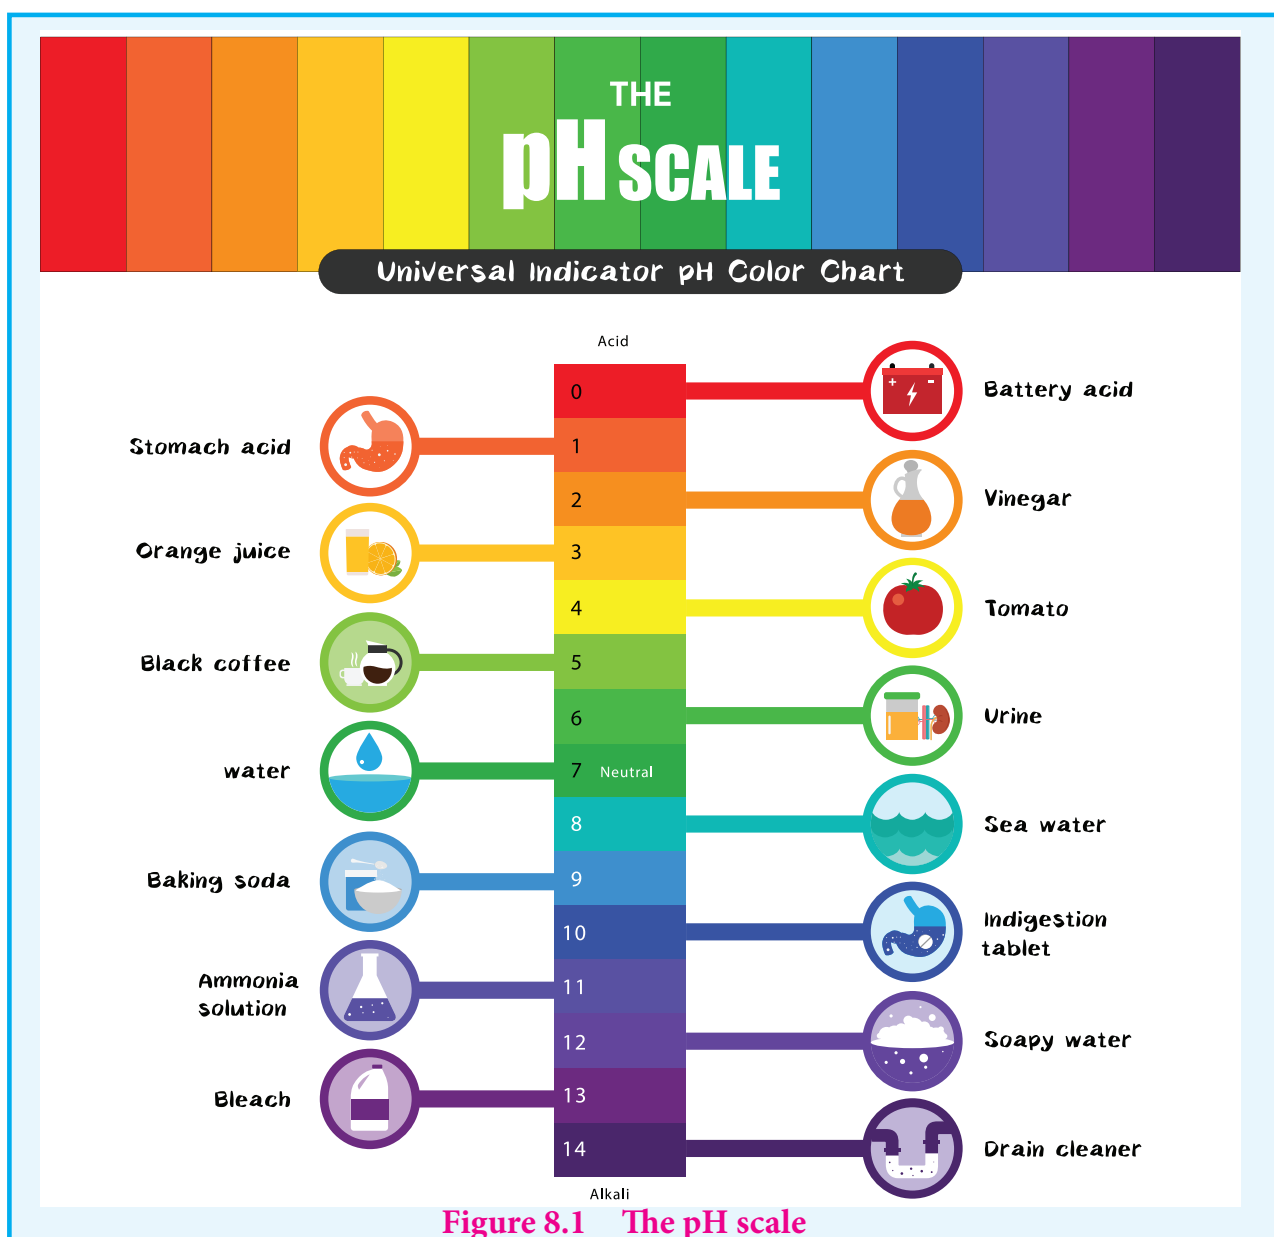 THE
pH SCALE
Universal Indicator pH Color Chart
Acid
0
Battery acid
Stomach acid
1
2
Vinegar
Orange juice
3
4
Tomato
Black coffee
5
6
Urine
water
7 Neutral
8
Sea water
Baking soda
9
10
Indigestion
tablet
Ammonia
solution
11
12
Soapy water
Bleach
13
14
Drain cleaner
Alkali
Figure 8.1 The pH scale